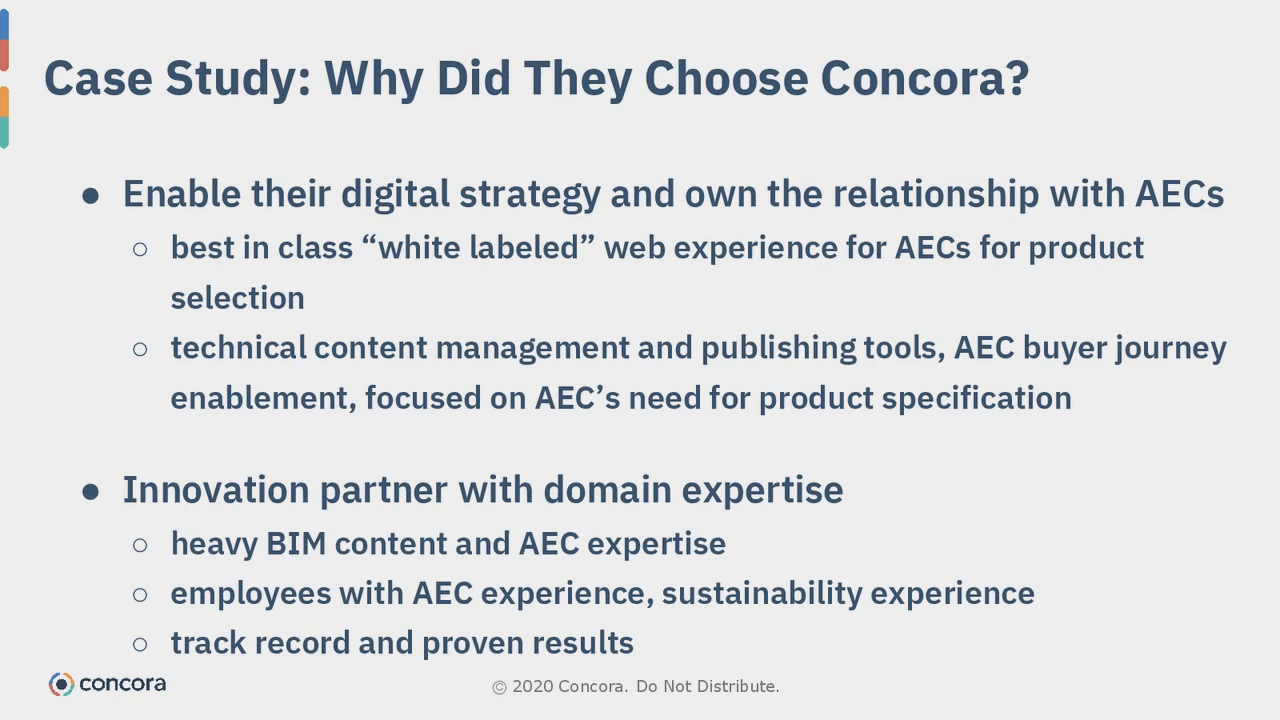 Case Study: Why Did They Choose Concora?
● Enable their digital strategy and own the relationship with AECs
○ best in class “white labeled” web experience for AECs for product
selection
○ technical content management and publishing tools, AEC buyer journey
enablement, focused on AEC’s need for product specification
● Innovation partner with domain expertise
○ heavy BIM content and AEC expertise
○ employees with AEC experience, sustainability experience
○ track record and proven results
concora
© 2020 Concora. Do Not Distribute.